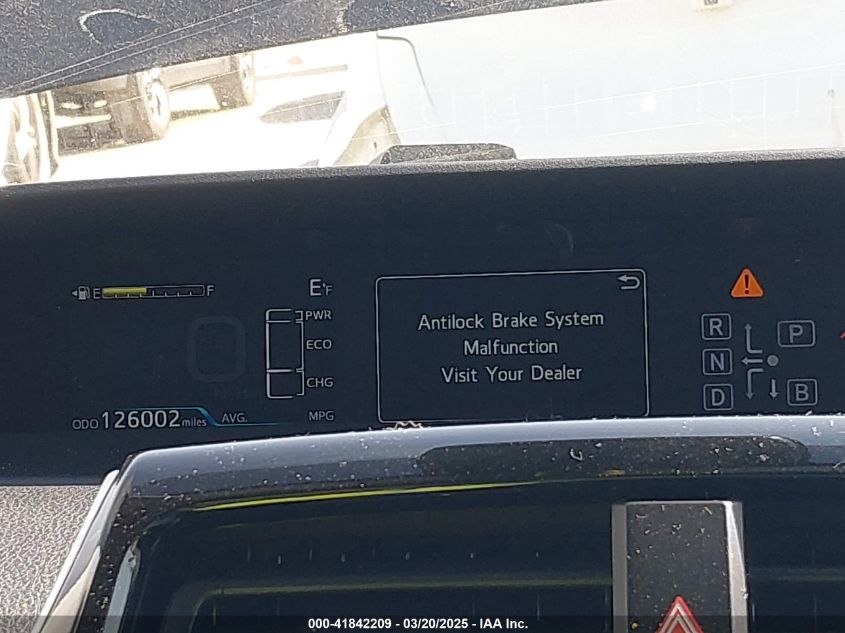 E F
E°F
PWR
ECO
CHG
ODO 126002 miles AVG. MPG
Antilock Brake System
Malfunction
Visit Your Dealer
R
N
D
P
B
000-41842209 - 03/20/2025 - IAA Inc.